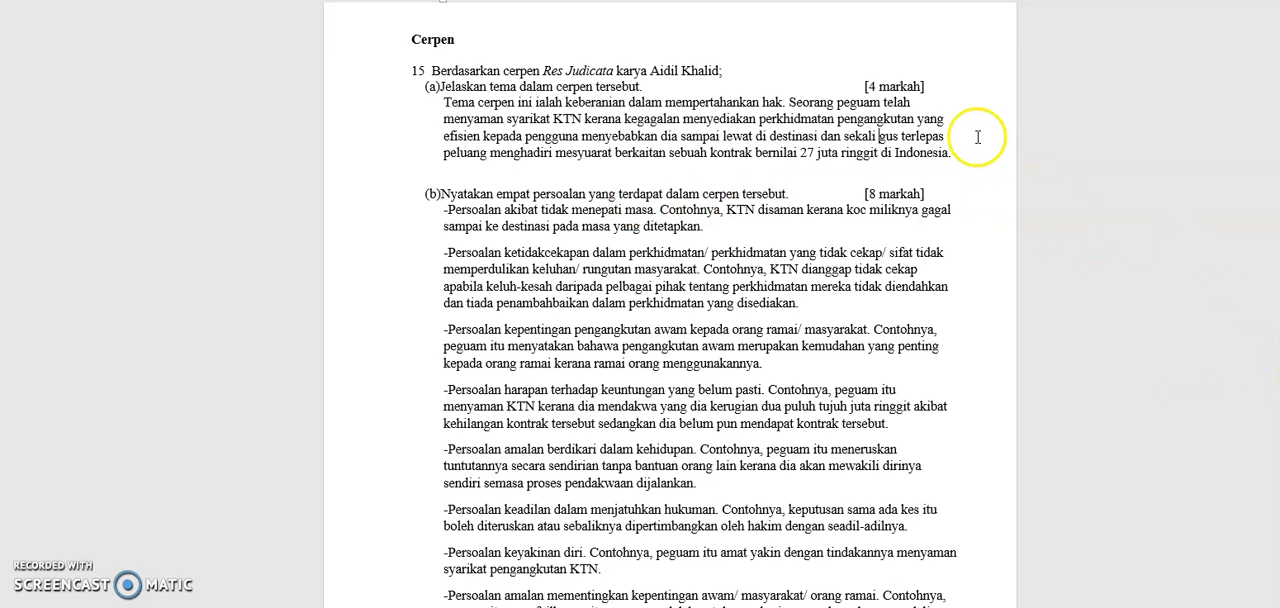 Cerpen
15 Berdasarkan cerpen Res Judicata karya Aidil Khalid;
(a)Jelaskan tema dalam cerpen tersebut. [4 markah]
Tema cerpen ini ialah keberanian dalam mempertahankan hak. Seorang peguam telah
menyaman syarikat KTN kerana kegagalan menyediakan perkhidmatan pengangkutan yang
efisien kepada pengguna menyebabkan dia sampai lewat di destinasi dan sekali gus terlepas
peluang menghadiri mesyuarat berkaitan sebuah kontrak bernilai 27 juta ringgit di Indonesia.
(b)Nyatakan empat persoalan yang terdapat dalam cerpen tersebut. [8 markah]
-Persoalan akibat tidak menepati masa. Contohnya, KTN disaman kerana koc miliknya gagal
sampai ke destinasi pada masa yang ditetapkan.
-Persoalan ketidakcekapan dalam perkhidmatan/ perkhidmatan yang tidak cekap/ sifat tidak
memperdulikan keluhan/ rungutan masyarakat. Contohnya, KTN dianggap tidak cekap
apabila keluh-kesah daripada pelbagai pihak tentang perkhidmatan mereka tidak diendahkan
dan tiada penambahbaikan dalam perkhidmatan yang disediakan.
-Persoalan kepentingan pengangkutan awam kepada orang ramai/ masyarakat. Contohnya,
peguam itu menyatakan bahawa pengangkutan awam merupakan kemudahan yang penting
kepada orang ramai kerana ramai orang menggunakannya.
-Persoalan harapan terhadap keuntungan yang belum pasti. Contohnya, peguam itu
menyaman KTN kerana dia mendakwa yang dia kerugian dua puluh tujuh juta ringgit akibat
kehilangan kontrak tersebut sedangkan dia belum pun mendapat kontrak tersebut.
-Persoalan amalan berdikari dalam kehidupan. Contohnya, peguam itu meneruskan
tuntutannya secara sendirian tanpa bantuan orang lain kerana dia akan mewakili dirinya
sendiri semasa proses pendakwaan dijalankan.
-Persoalan keadilan dalam menjatuhkan hukuman. Contohnya, keputusan sama ada kes itu
boleh diteruskan atau sebaliknya dipertimbangkan oleh hakim dengan seadil-adilnya.
-Persoalan keyakinan diri. Contohnya, peguam itu amat yakin dengan tindakannya menyaman
syarikat pengangkutan KTN.
-Persoalan amalan mementingkan kepentingan awam/ masyarakat/ orang ramai. Contohnya,
RECORDED WITH
SCREENCAST MATIC